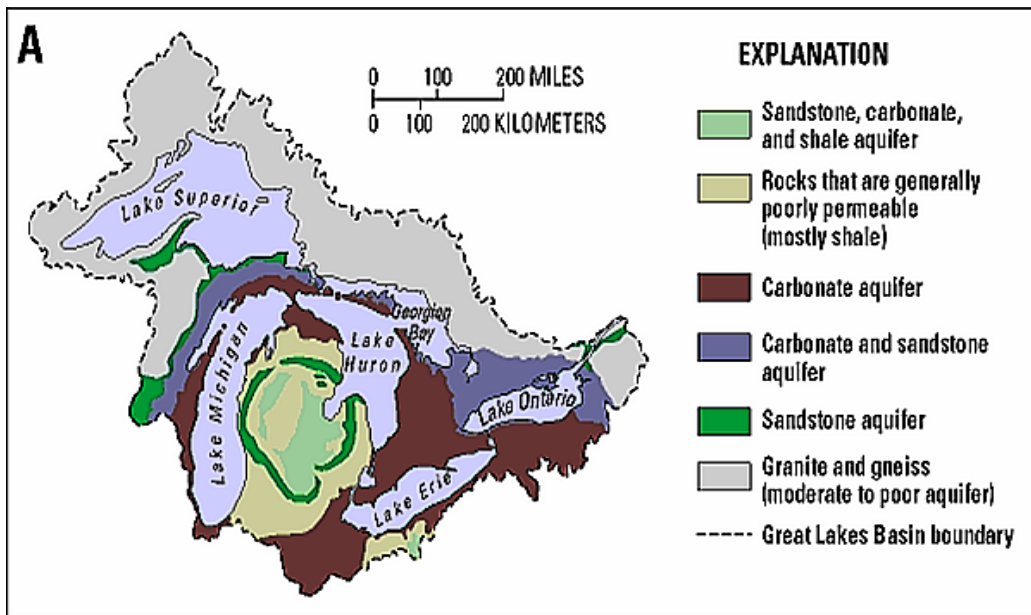 A
0 100 200 MILES
0 100 200 KILOMETERS
Lake Superior
Lake Michigan
Lake
Huron
Georgian
Bay
Lake Ontario
Lake Erie
EXPLANATION
Sandstone, carbonate,
and shale aquifer
Rocks that are generally
poorly permeable
(mostly shale)
Carbonate aquifer
Carbonate and sandstone
aquifer
Sandstone aquifer
Granite and gneiss
(moderate to poor aquifer)
Great Lakes Basin boundary